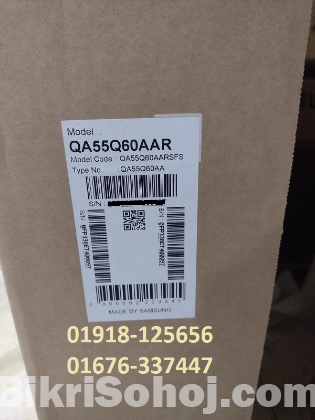 Model :
QA55Q60AAR
Model Code : QA55Q60AARSFS
Type No : QA55Q60AA
S/N :
S/N :
S/N :
MADE BY SAMSUNG
01918-125656
01676-337447
BikriSohoj.com